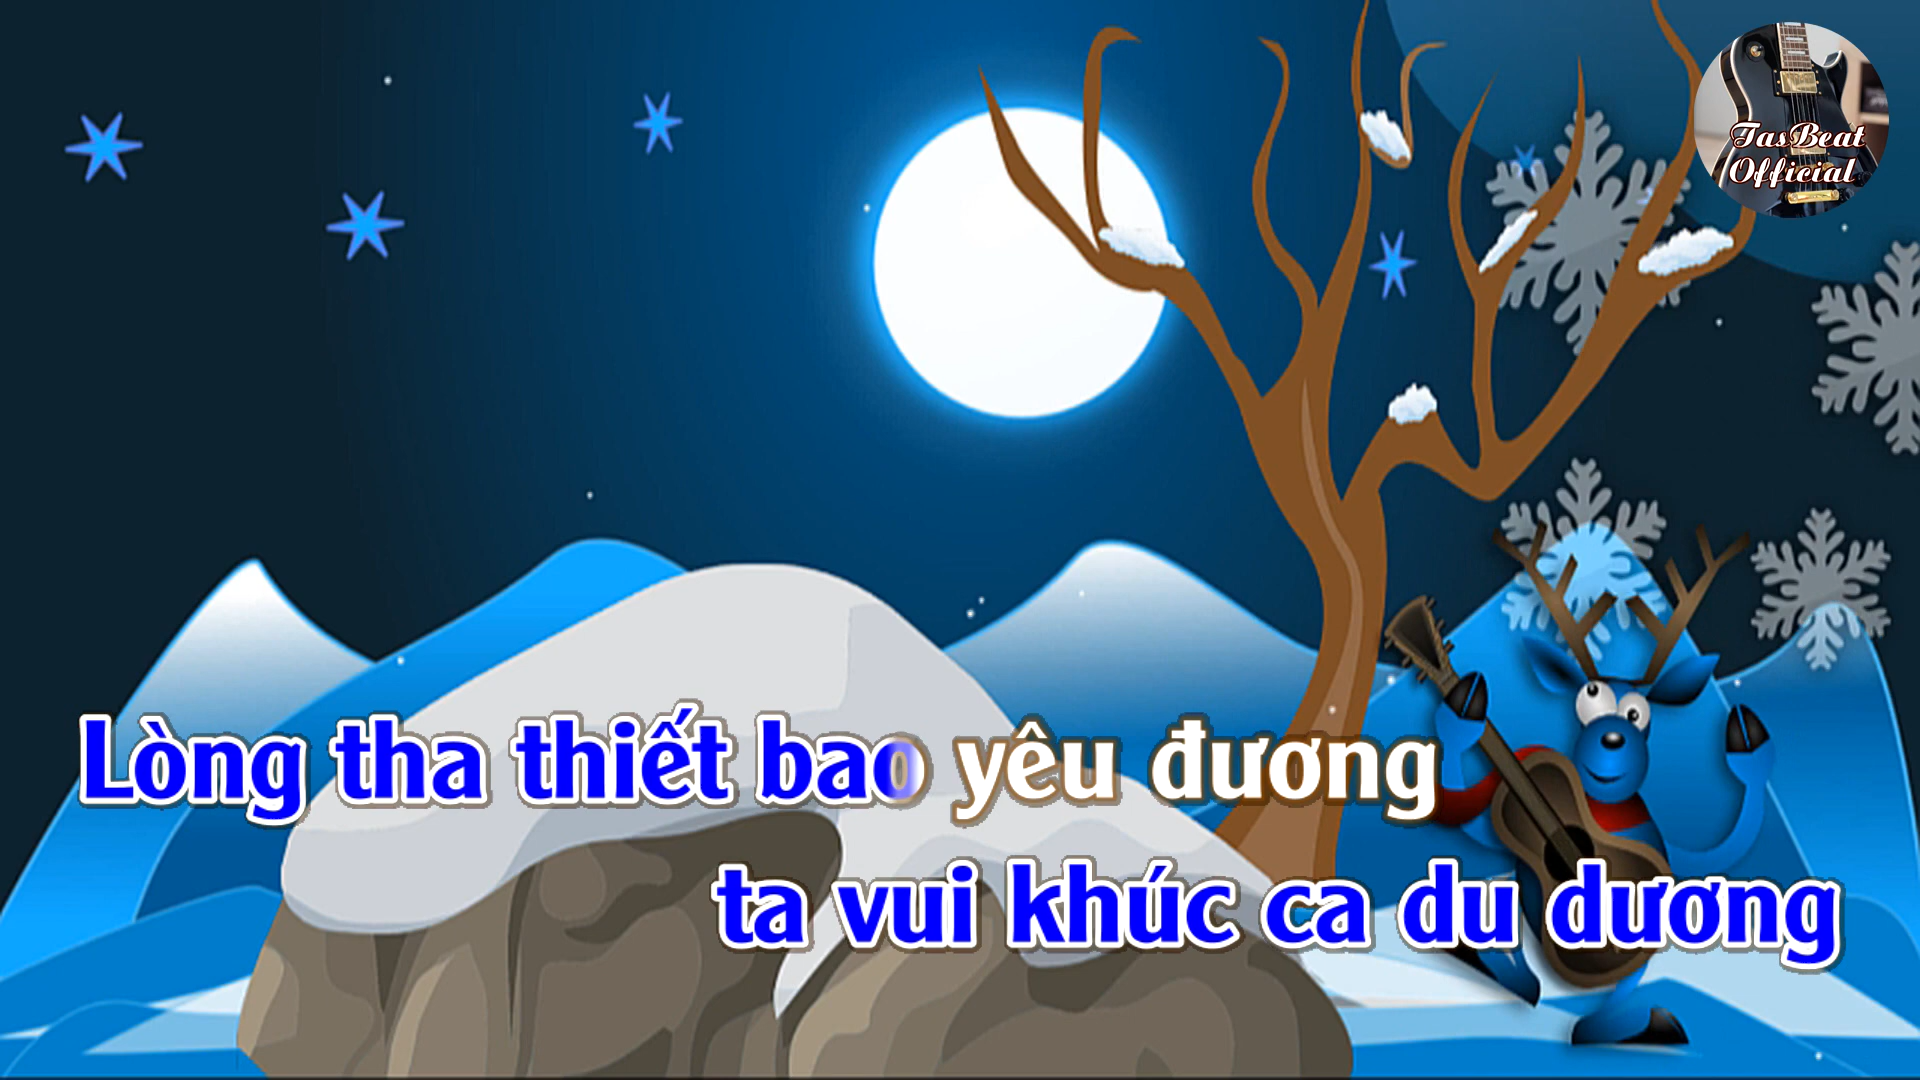 TasBeat
Official
Lòng tha thiết bao yêu đương
ta vui khúc ca du dương